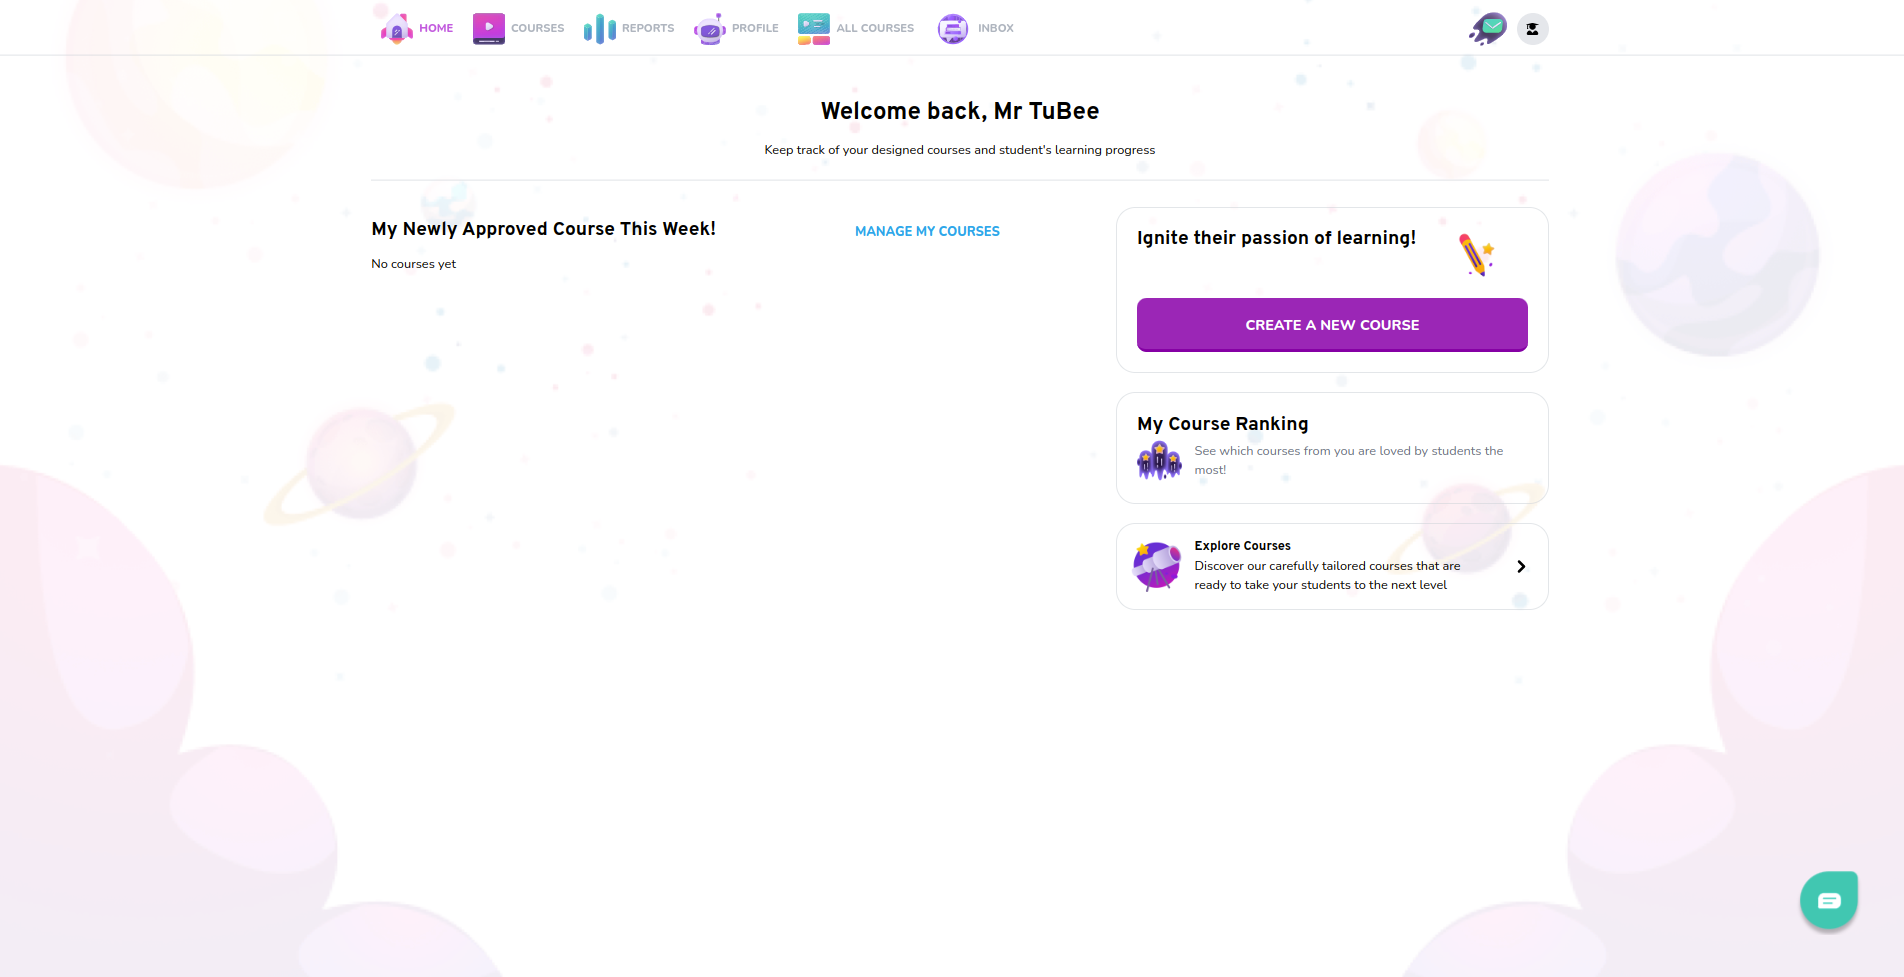 HOME COURSES REPORTS PROFILE ALL COURSES INBOX
Welcome back, Mr TuBee
Keep track of your designed courses and student's learning progress
My Newly Approved Course This Week!
MANAGE MY COURSES
No courses yet
Ignite their passion of learning!
CREATE A NEW COURSE
My Course Ranking
See which courses from you are loved by students the
most!
Explore Courses
Discover our carefully tailored courses that are
ready to take your students to the next level